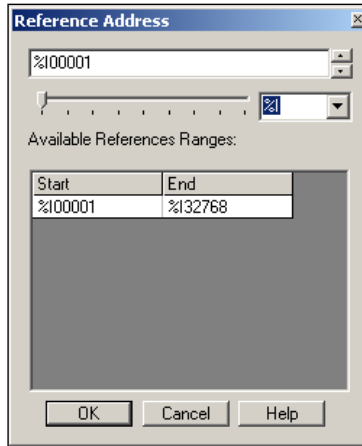 Reference Address
%I00001
%I
Available References Ranges:
Start End
%I00001 %I32768
OK Cancel Help